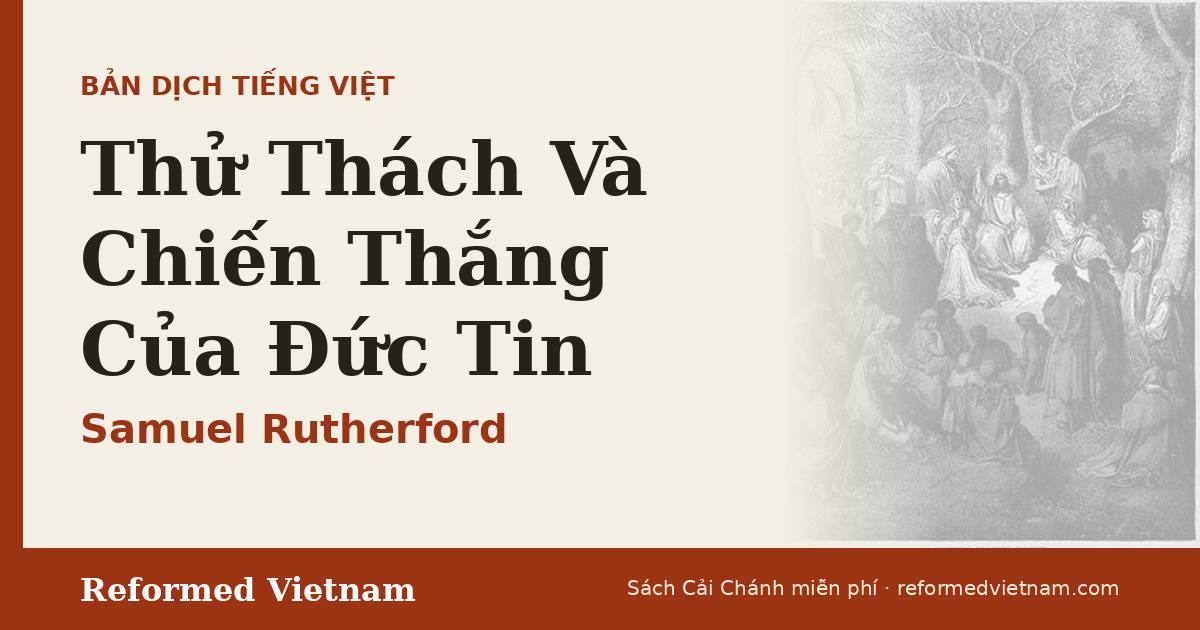 BẢN DỊCH TIẾNG VIỆT
Thử Thách Và
Chiến Thắng
Của Đức Tin
Samuel Rutherford
Reformed Vietnam
Sách Cải Chánh miễn phí · reformedvietnam.com